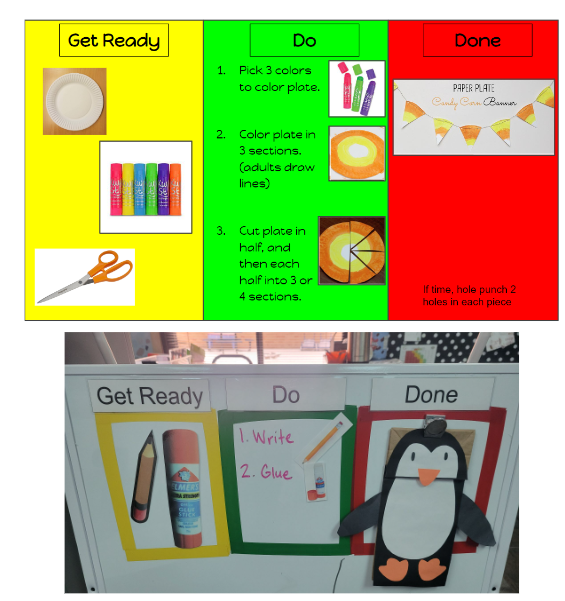 Get Ready
Do
Done
1. Pick 3 colors
to color plate.
2. Color plate in
3 sections.
(adults draw
lines)
3. Cut plate in
half, and
then each
half into 3 or
4 sections.
PAPER PLATE
Candy Corn Banner
If time, hole punch 2
holes in each piece
Get Ready
Do
Done
1. Write
2. Glue
ELMER'S